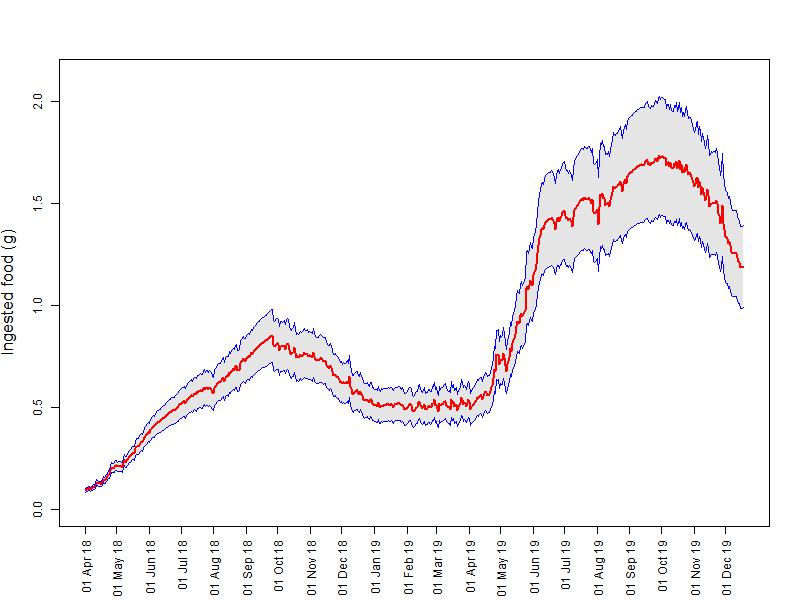 Ingested food (g)
2.0
1.5
1.0
0.5
0.0
01 Apr 18
01 May 18
01 Jun 18
01 Jul 18
01 Aug 18
01 Sep 18
01 Oct 18
01 Nov 18
01 Dec 18
01 Jan 19
01 Feb 19
01 Mar 19
01 Apr 19
01 May 19
01 Jun 19
01 Jul 19
01 Aug 19
01 Sep 19
01 Oct 19
01 Nov 19
01 Dec 19